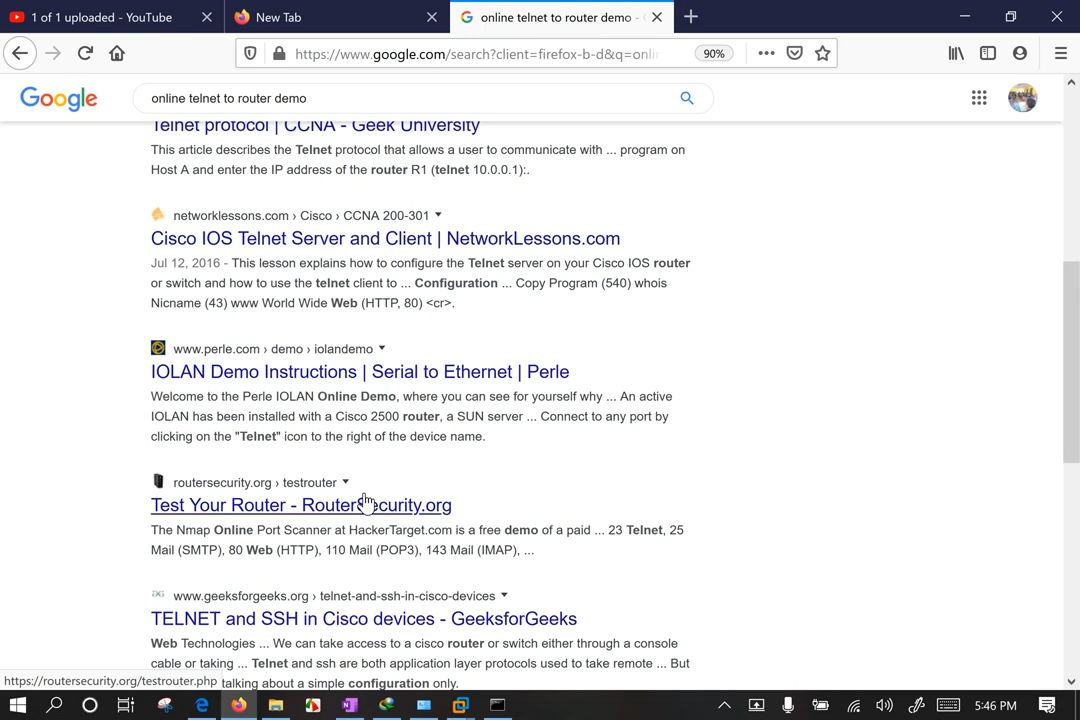 1 of 1 uploaded - YouTube
New Tab
online telnet to router demo -
https://www.google.com/search?client=firefox-b-d&q=onli
90%
Google
online telnet to router demo
Telnet protocol | CCNA - Geek University
This article describes the Telnet protocol that allows a user to communicate with ... program on
Host A and enter the IP address of the router R1 (telnet 10.0.0.1):.
networklessons.com › Cisco › CCNA 200-301
Cisco IOS Telnet Server and Client | NetworkLessons.com
Jul 12, 2016 - This lesson explains how to configure the Telnet server on your Cisco IOS router
or switch and how to use the telnet client to ... Configuration ... Copy Program (540) whois
Nicname (43) www World Wide Web (HTTP, 80) <cr>.
www.perle.com › demo › iolandemo
IOLAN Demo Instructions | Serial to Ethernet | Perle
Welcome to the Perle IOLAN Online Demo, where you can see for yourself why ... An active
IOLAN has been installed with a Cisco 2500 router, a SUN server ... Connect to any port by
clicking on the "Telnet" icon to the right of the device name.
routersecurity.org › testrouter
Test Your Router - RouterSecurity.org
The Nmap Online Port Scanner at HackerTarget.com is a free demo of a paid ... 23 Telnet, 25
Mail (SMTP), 80 Web (HTTP), 110 Mail (POP3), 143 Mail (IMAP), ...
www.geeksforgeeks.org › telnet-and-ssh-in-cisco-devices
TELNET and SSH in Cisco devices - GeeksforGeeks
Web Technologies ... We can take access to a cisco router or switch either through a console
cable or taking ... Telnet and ssh are both application layer protocols used to take remote ... But
talking about a simple configuration only.
https://routersecurity.org/testrouter.php
5:46 PM